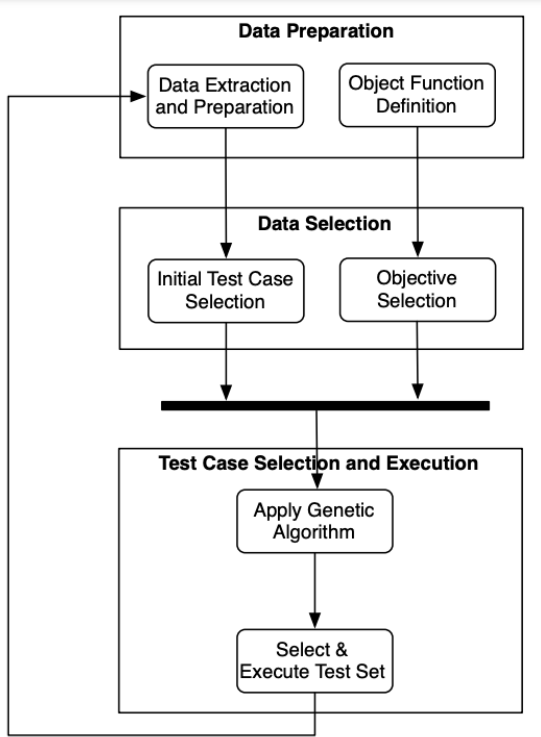 Data Preparation
Data Extraction
and Preparation
Object Function
Definition
Data Selection
Initial Test Case
Selection
Objective
Selection
Test Case Selection and Execution
Apply Genetic
Algorithm
Select &
Execute Test Set